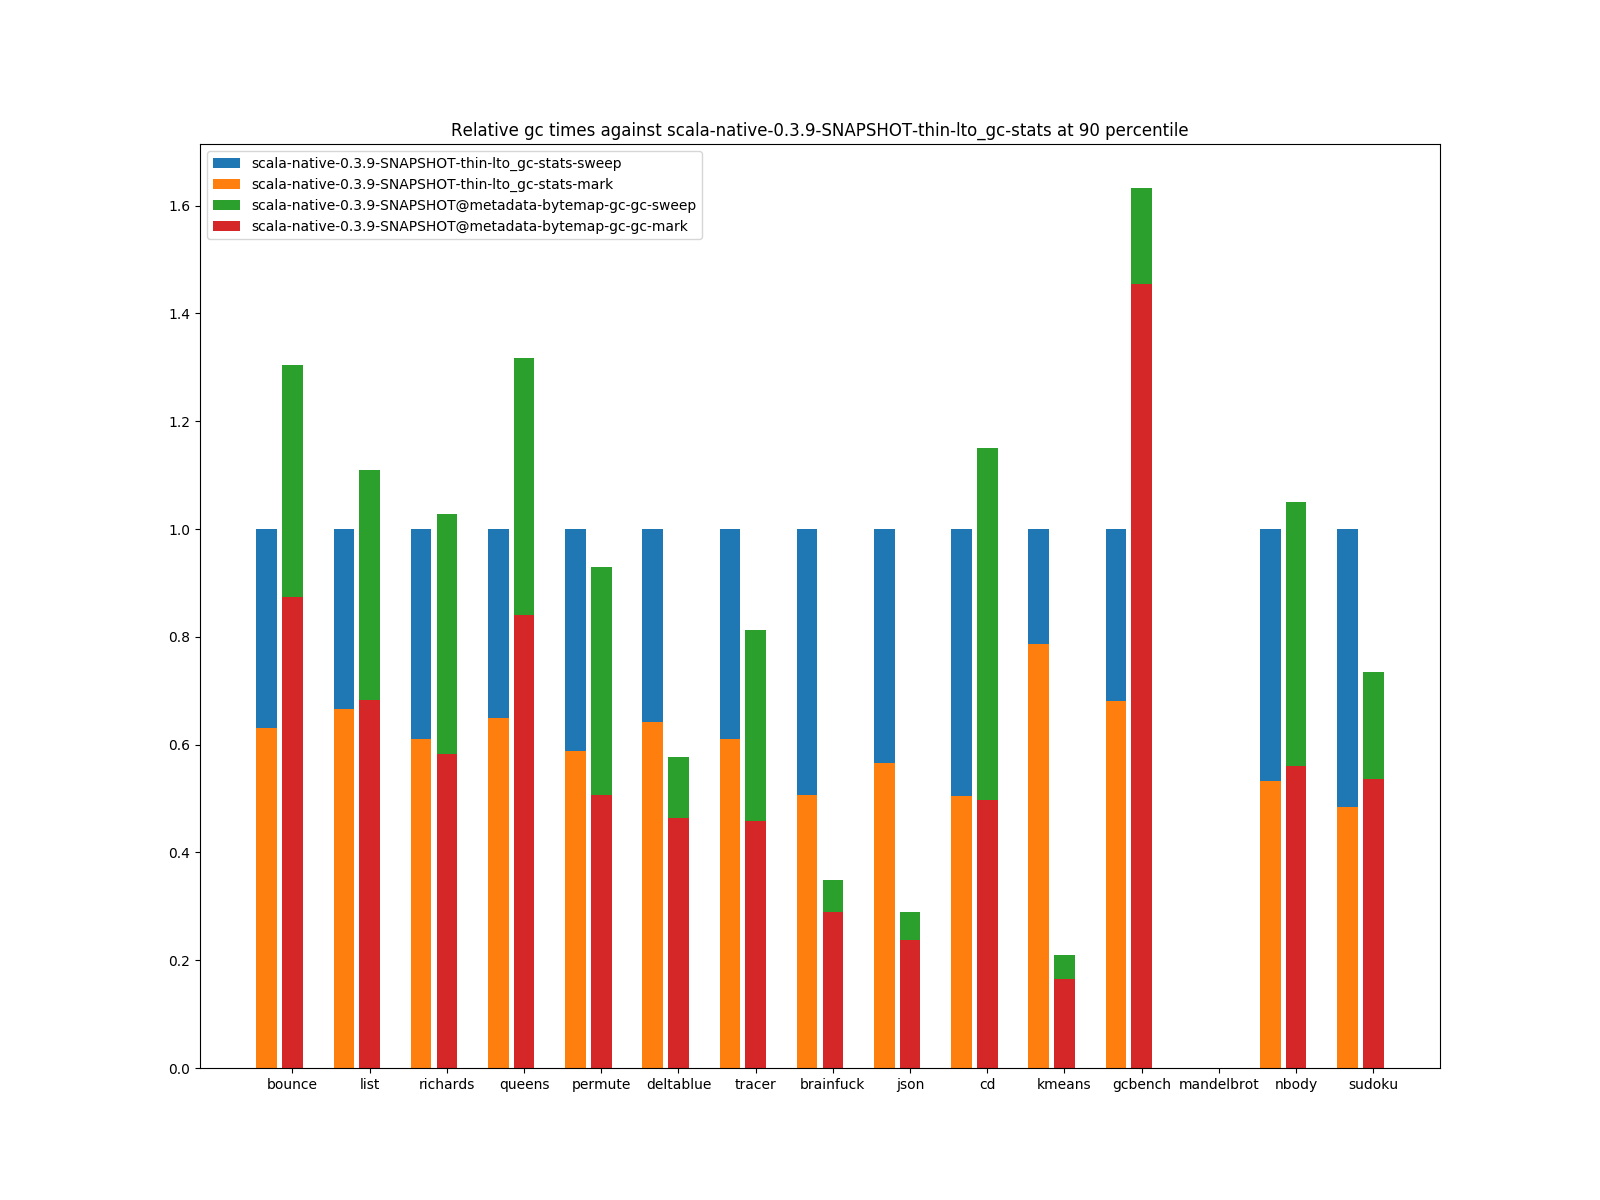 Relative gc times against scala-native-0.3.9-SNAPSHOT-thin-lto_gc-stats at 90 percentile
scala-native-0.3.9-SNAPSHOT-thin-lto_gc-stats-sweep
scala-native-0.3.9-SNAPSHOT-thin-lto_gc-stats-mark
scala-native-0.3.9-SNAPSHOT@metadata-bytemap-gc-gc-sweep
scala-native-0.3.9-SNAPSHOT@metadata-bytemap-gc-gc-mark
1.6
1.4
1.2
1.0
0.8
0.6
0.4
0.2
0.0
bounce list richards queens permute deltablue tracer brainfuck json cd kmeans gcbench mandelbrot nbody sudoku